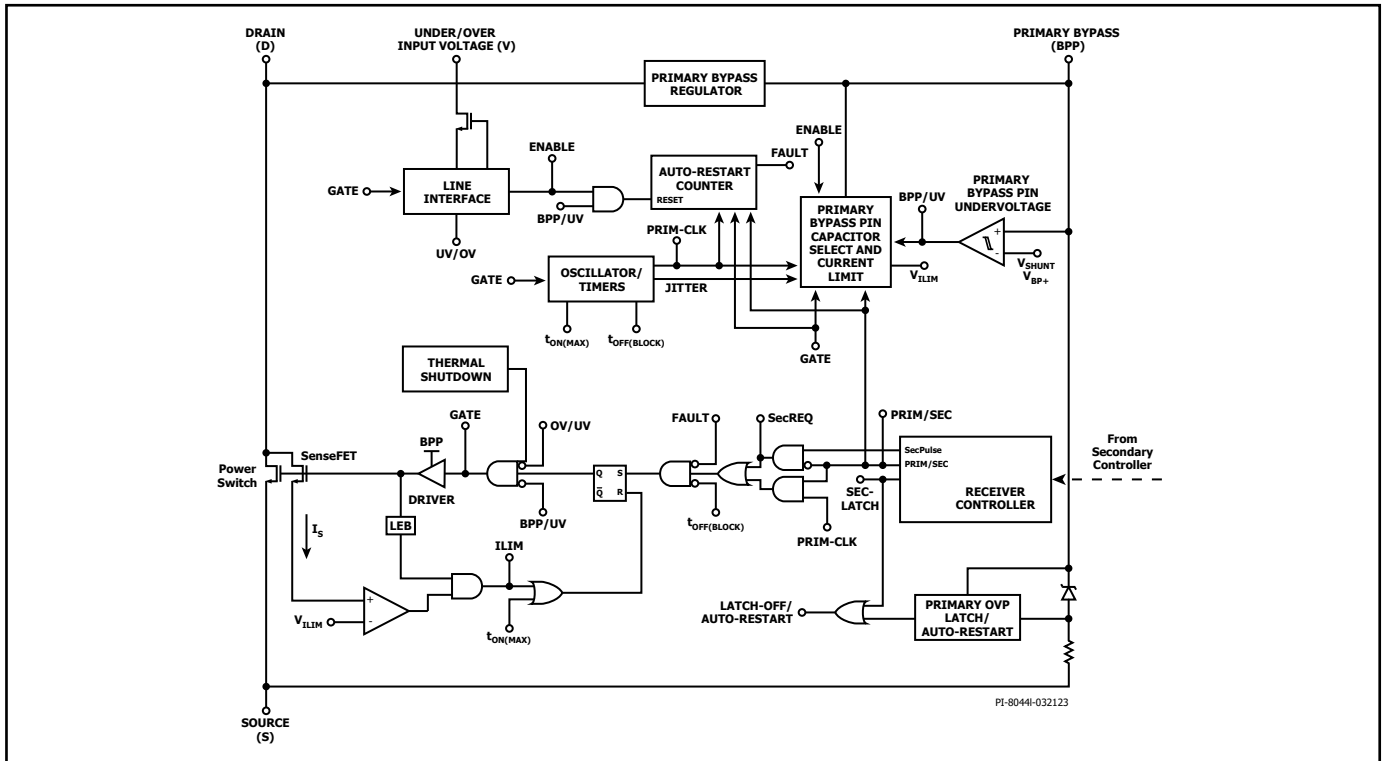 DRAIN
(D)
UNDER/OVER
INPUT VOLTAGE (V)
PRIMARY BYPASS
(BPP)
PRIMARY BYPASS
REGULATOR
ENABLE
ENABLE
FAULT
GATE
LINE
INTERFACE
AUTO-RESTART
COUNTER
RESET
BPP/UV
UV/OV
PRIMARY
BYPASS PIN
UNDERVOLTAGE
BPP/UV
PRIMARY
BYPASS PIN
CAPACITOR
SELECT AND
CURRENT
LIMIT
+
-
VSHUNT
VBP+
VILIM
PRIM-CLK
GATE
OSCILLATOR/
TIMERS
JITTER
tON(MAX)
tOFF(BLOCK)
GATE
THERMAL
SHUTDOWN
GATE
OV/UV
FAULT
SecREQ
PRIM/SEC
From
Secondary
Controller
Power
Switch
SenseFET
BPP
DRIVER
BPP/UV
Q
S
Q̅
R
tOFF(BLOCK)
PRIM-CLK
SecPulse
PRIM/SEC
SEC-
LATCH
RECEIVER
CONTROLLER
LEB
IS
ILIM
+
-
VILIM
tON(MAX)
LATCH-OFF/
AUTO-RESTART
PRIMARY OVP
LATCH/
AUTO-RESTART
SOURCE
(S)
PI-8044l-032123